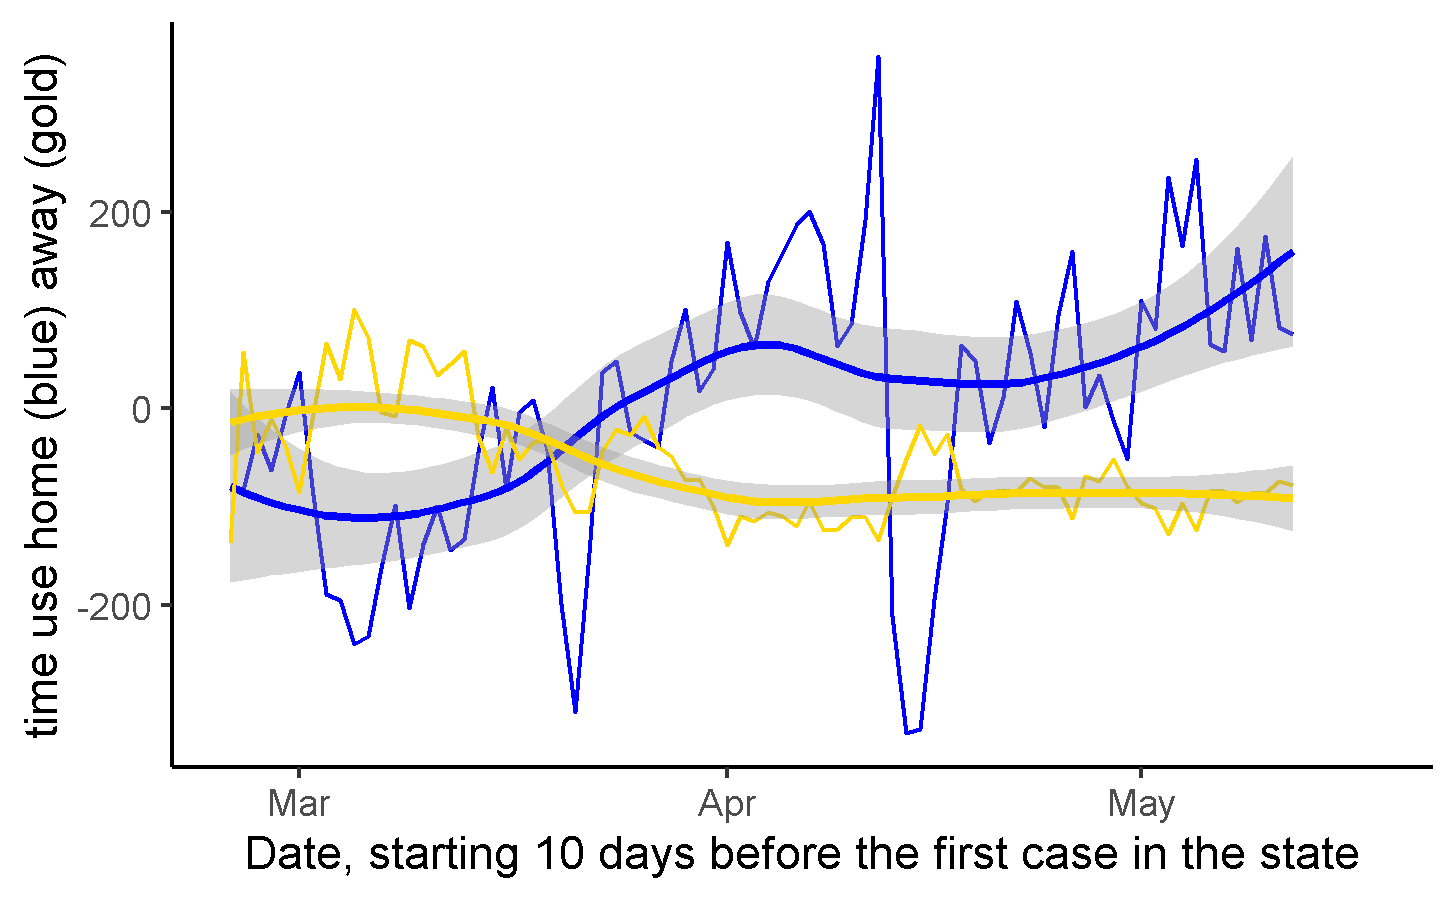 time use home (blue) away (gold)
200
0
-200
Mar
Apr
May
Date, starting 10 days before the first case in the state